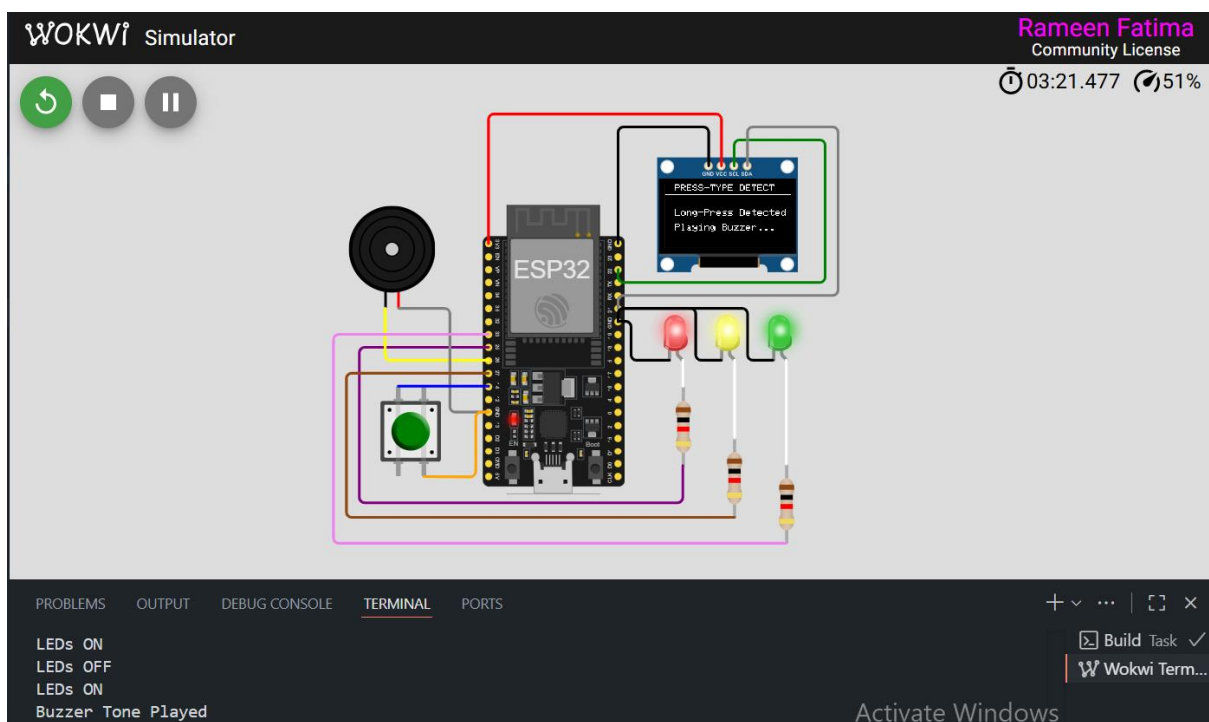 WOKWi Simulator
Rameen Fatima
Community License
03:21.477 51%
GND VCC SCL SDA
PRESS-TYPE DETECT
Long-Press Detected
Playing Buzzer...
ESP32
EN
Boot
PROBLEMS OUTPUT DEBUG CONSOLE TERMINAL PORTS
LEDs ON
LEDs OFF
LEDs ON
Buzzer Tone Played
Build Task
Wokwi Term...
Activate Windows